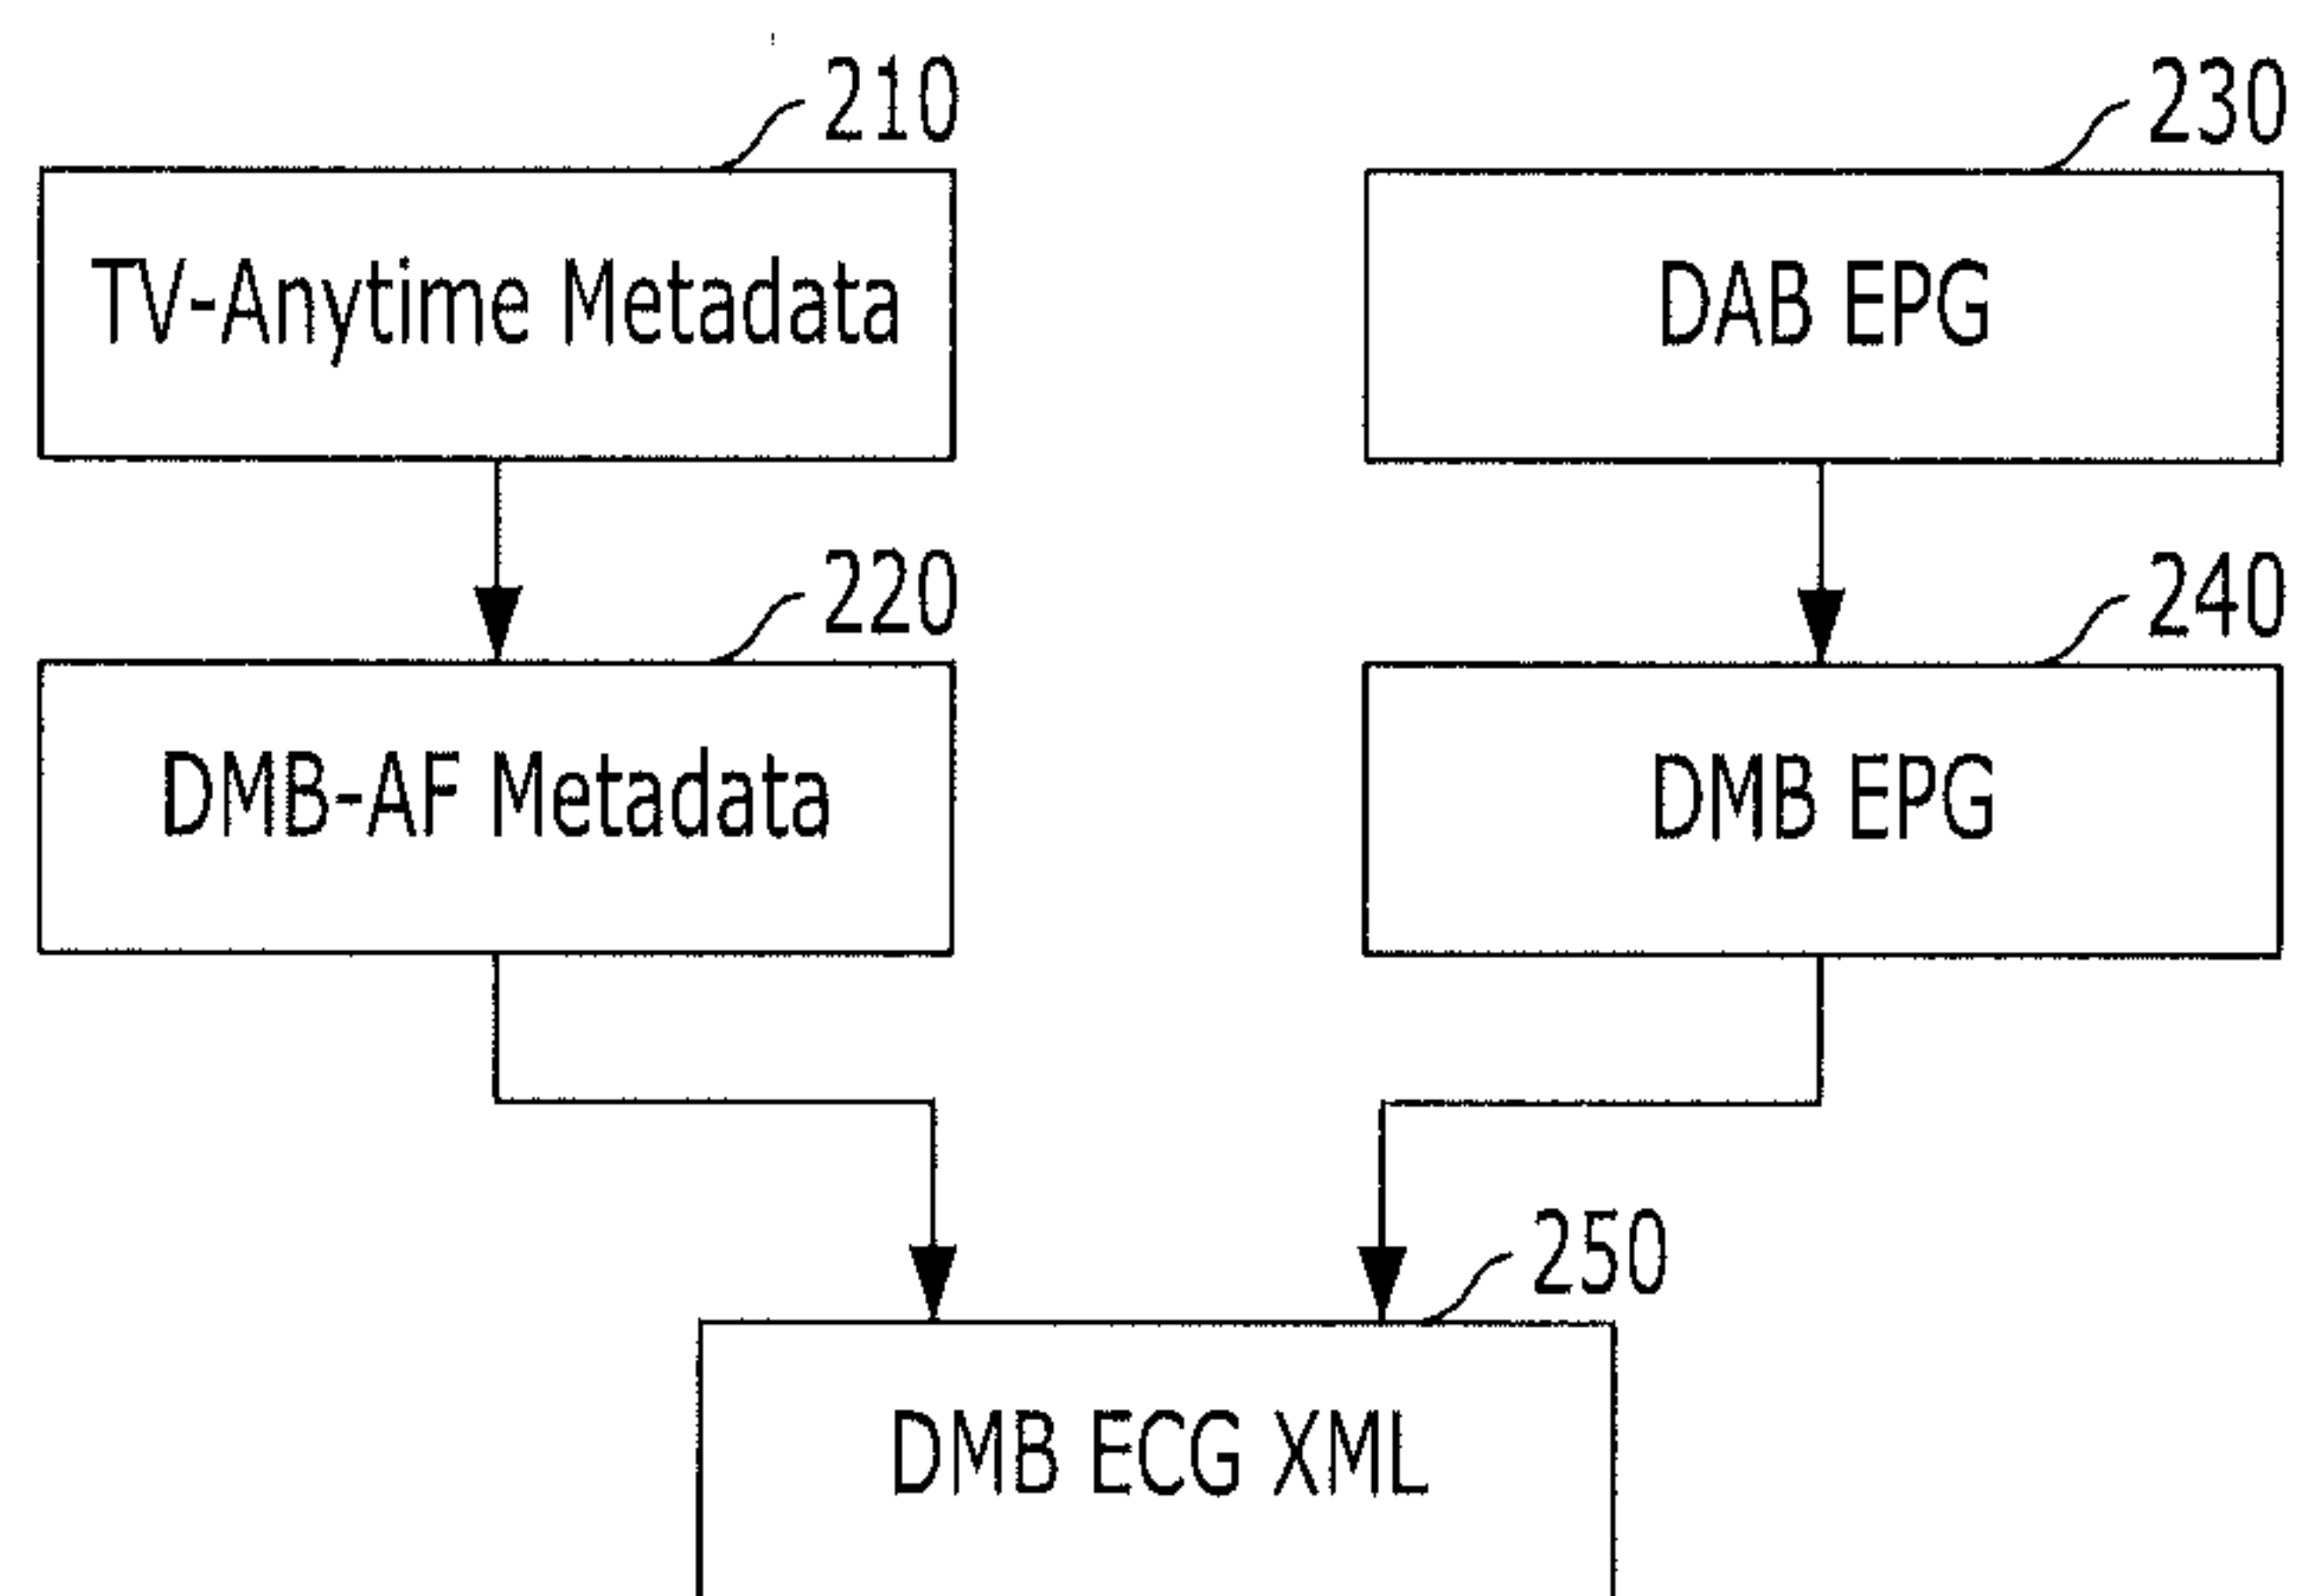 210
230
TV-Anytime Metadata
DAB EPG
220
240
DMB-AF Metadata
DMB EPG
250
DMB ECG XML